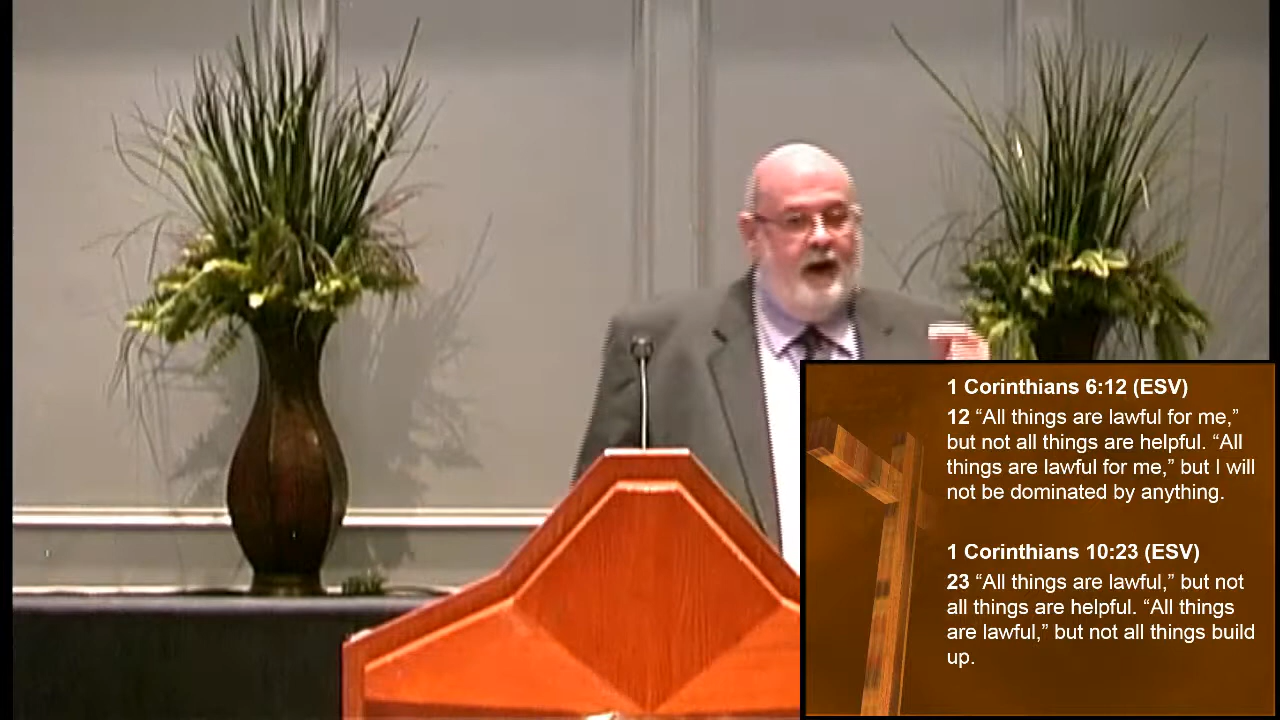 1 Corinthians 6:12 (ESV)
12 “All things are lawful for me,”
but not all things are helpful. “All
things are lawful for me,” but I will
not be dominated by anything.
1 Corinthians 10:23 (ESV)
23 “All things are lawful,” but not
all things are helpful. “All things
are lawful,” but not all things build
up.